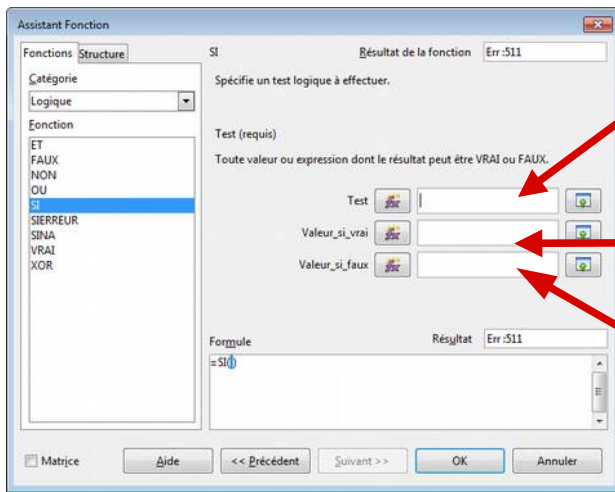 Assistant Fonction
Fonctions Structure
SI Résultat de la fonction Err :511
Catégorie
Logique
Spécifie un test logique à effectuer.
Fonction
ET
FAUX
NON
OU
SI
SIERREUR
SINA
VRAI
XOR
Test (requis)
Toute valeur ou expression dont le résultat peut être VRAI ou FAUX.
Test
Valeur_si_vrai
Valeur_si_faux
Formule Résultat Err :511
=SI()
Matrice Aide << Précédent Suivant >> OK Annuler